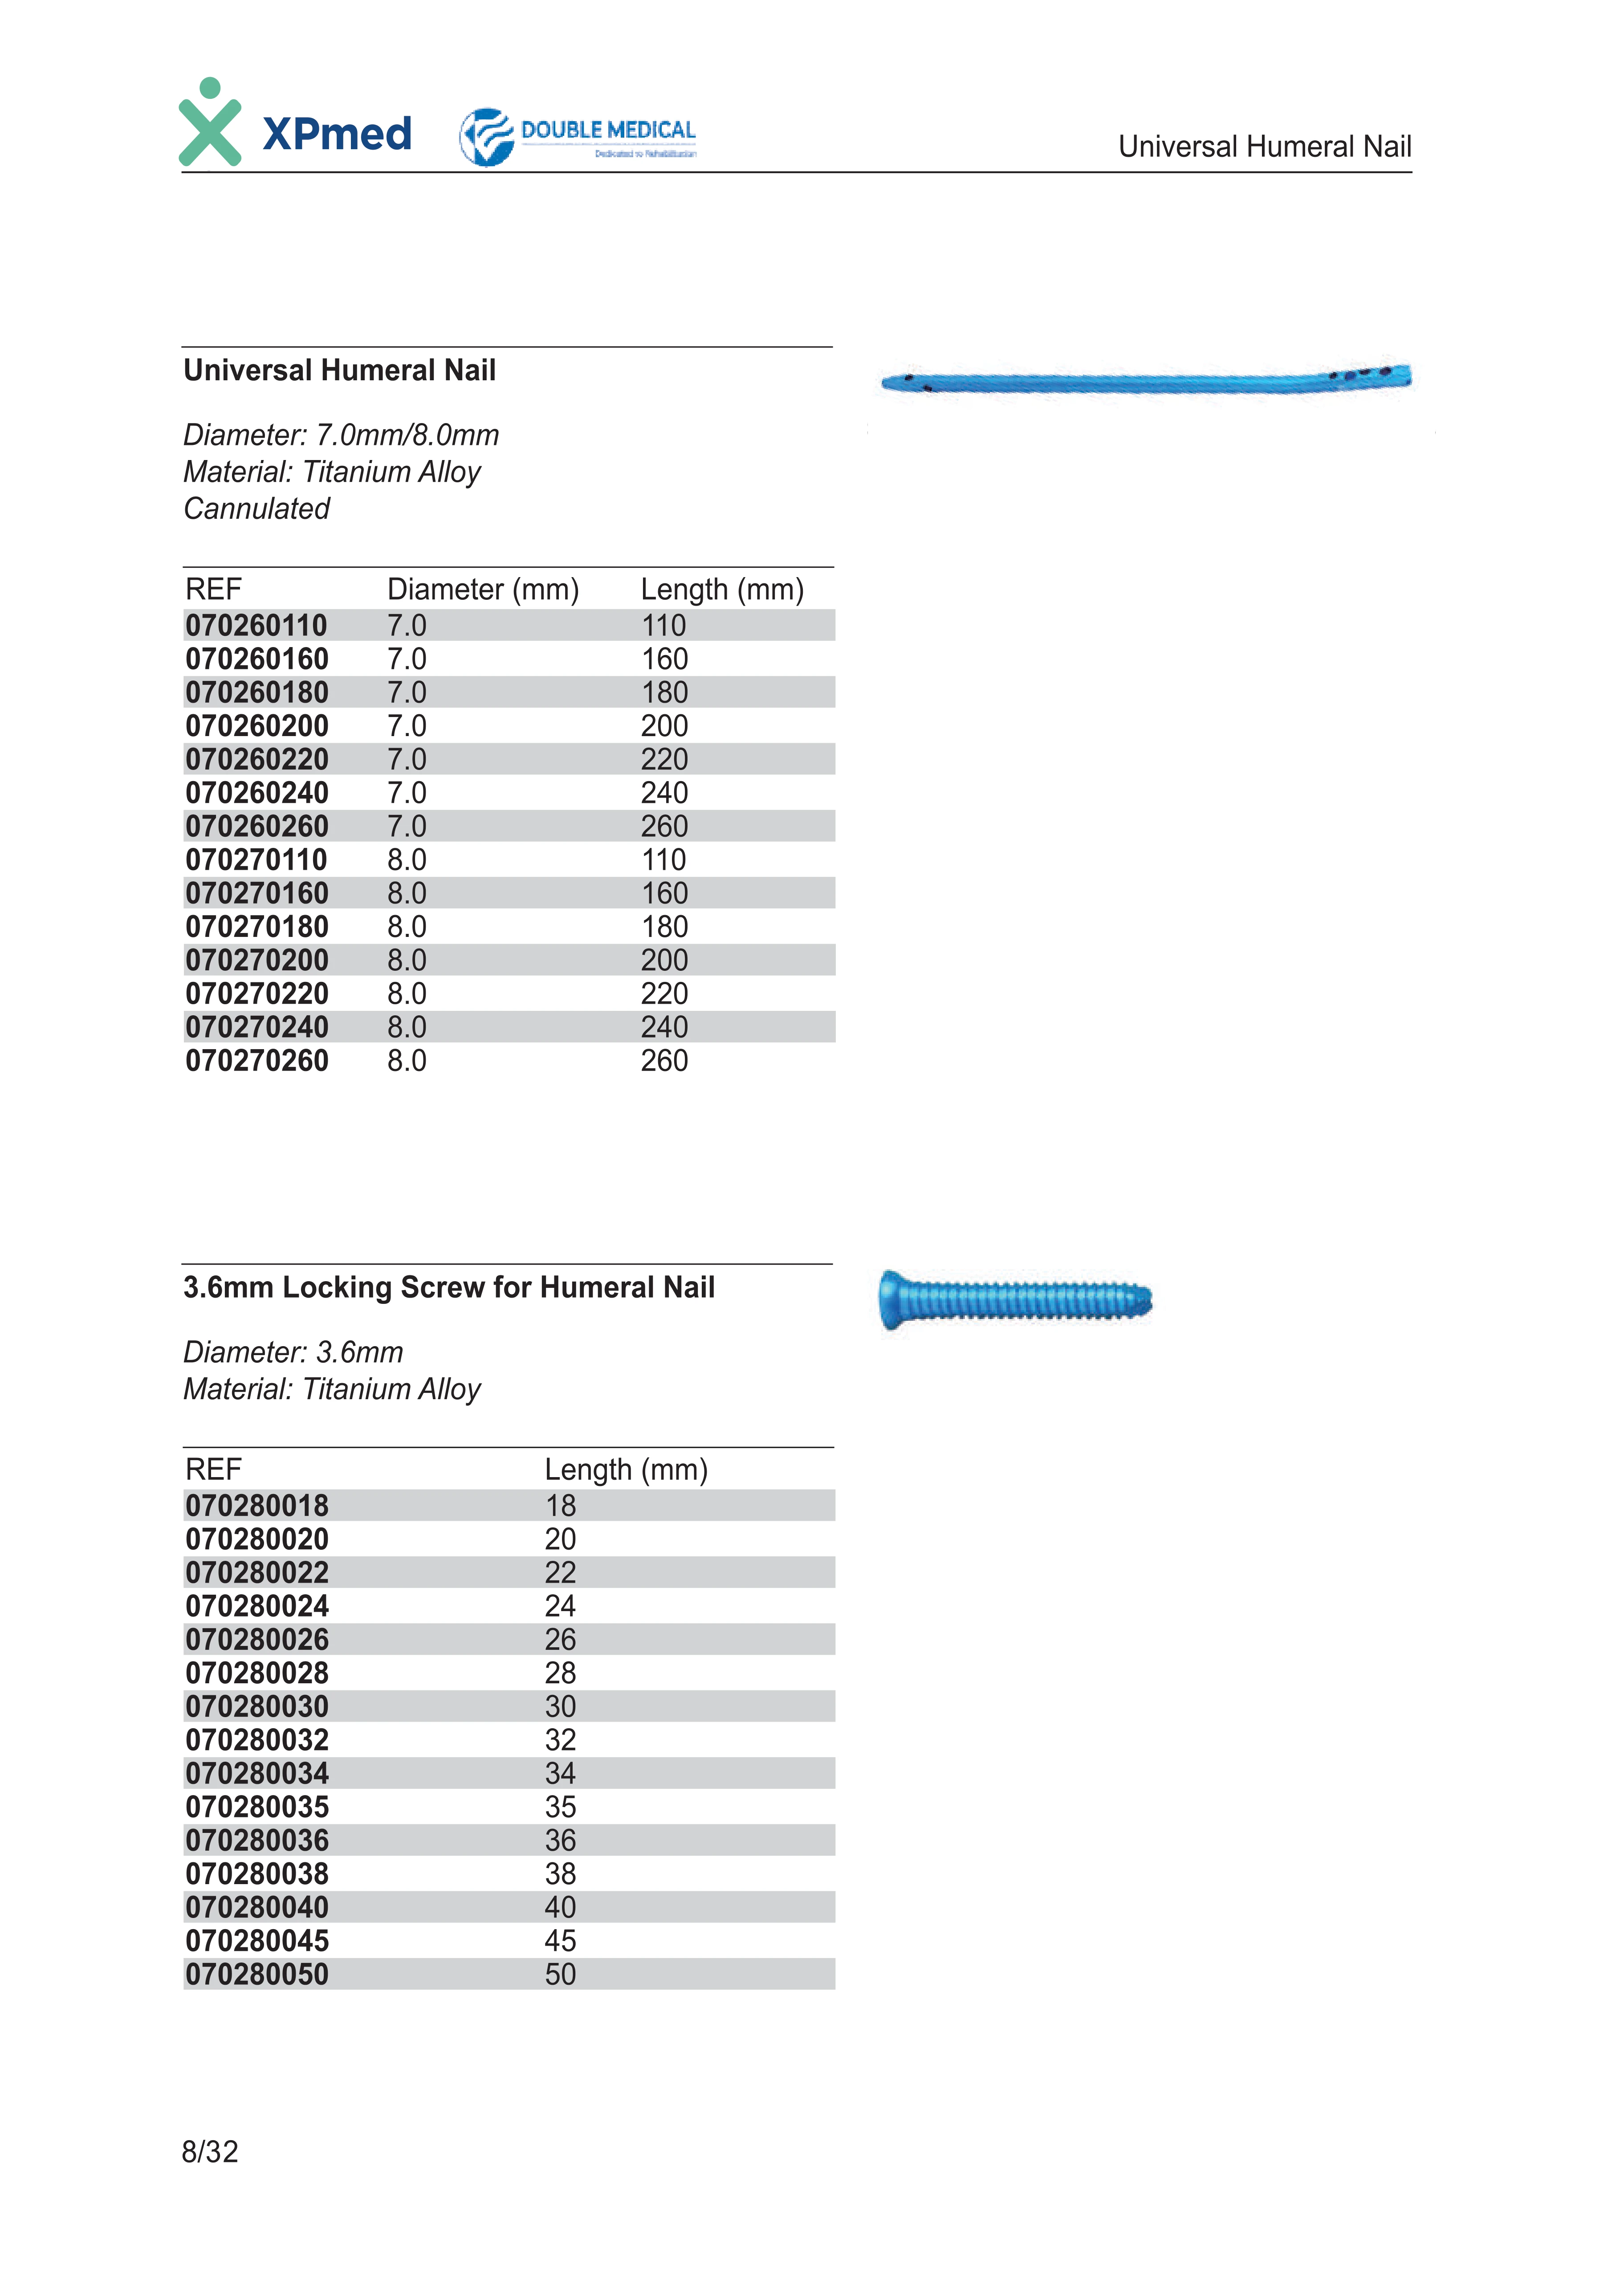 XPmed
DOUBLE MEDICAL
Dedicated to Rehabilitation
Universal Humeral Nail
Universal Humeral Nail
Diameter: 7.0mm/8.0mm
Material: Titanium Alloy
Cannulated
REF Diameter (mm) Length (mm)
070260110 7.0 110
070260160 7.0 160
070260180 7.0 180
070260200 7.0 200
070260220 7.0 220
070260240 7.0 240
070260260 7.0 260
070270110 8.0 110
070270160 8.0 160
070270180 8.0 180
070270200 8.0 200
070270220 8.0 220
070270240 8.0 240
070270260 8.0 260
3.6mm Locking Screw for Humeral Nail
Diameter: 3.6mm
Material: Titanium Alloy
REF Length (mm)
070280018 18
070280020 20
070280022 22
070280024 24
070280026 26
070280028 28
070280030 30
070280032 32
070280034 34
070280035 35
070280036 36
070280038 38
070280040 40
070280045 45
070280050 50
8/32